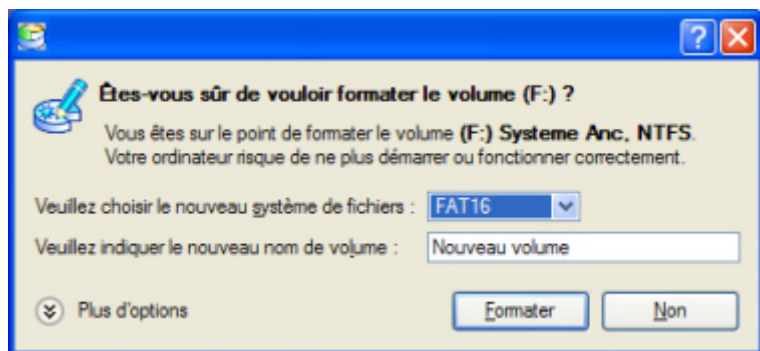 Êtes-vous sûr de vouloir formater le volume (F:) ?
Vous êtes sur le point de formater le volume (F:) Systeme Anc, NTFS.
Votre ordinateur risque de ne plus démarrer ou fonctionner correctement.
Veuillez choisir le nouveau système de fichiers : FAT16
Veuillez indiquer le nouveau nom de volume : Nouveau volume
Plus d'options Formater Non